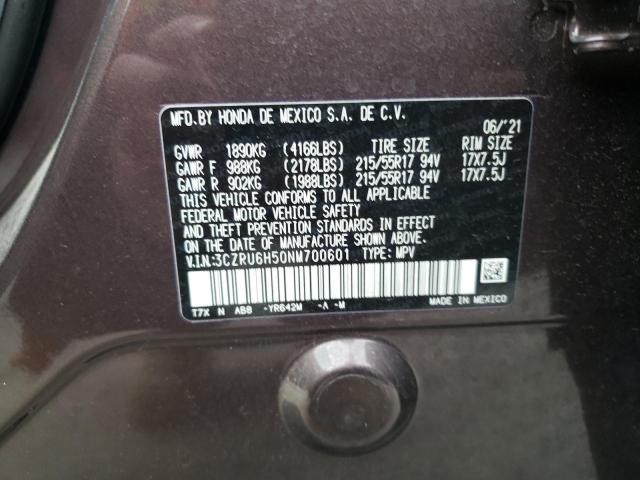 MFD.BY HONDA DE MEXICO S.A. DE C.V.
06/'21
GVWR 1890KG (4166LBS) TIRE SIZE RIM SIZE
GAWR F 988KG (2178LBS) 215/55R17 94V 17X7.5J
GAWR R 902KG (1988LBS) 215/55R17 94V 17X7.5J
THIS VEHICLE CONFORMS TO ALL APPLICABLE
FEDERAL MOTOR VEHICLE SAFETY
AND THEFT PREVENTION STANDARDS IN EFFECT
ON THE DATE OF MANUFACTURE SHOWN ABOVE.
V.I.N.:3CZRU6H50NM700601 TYPE: MPV
T7X N AB8 -YR642M -A -M MADE IN MEXICO